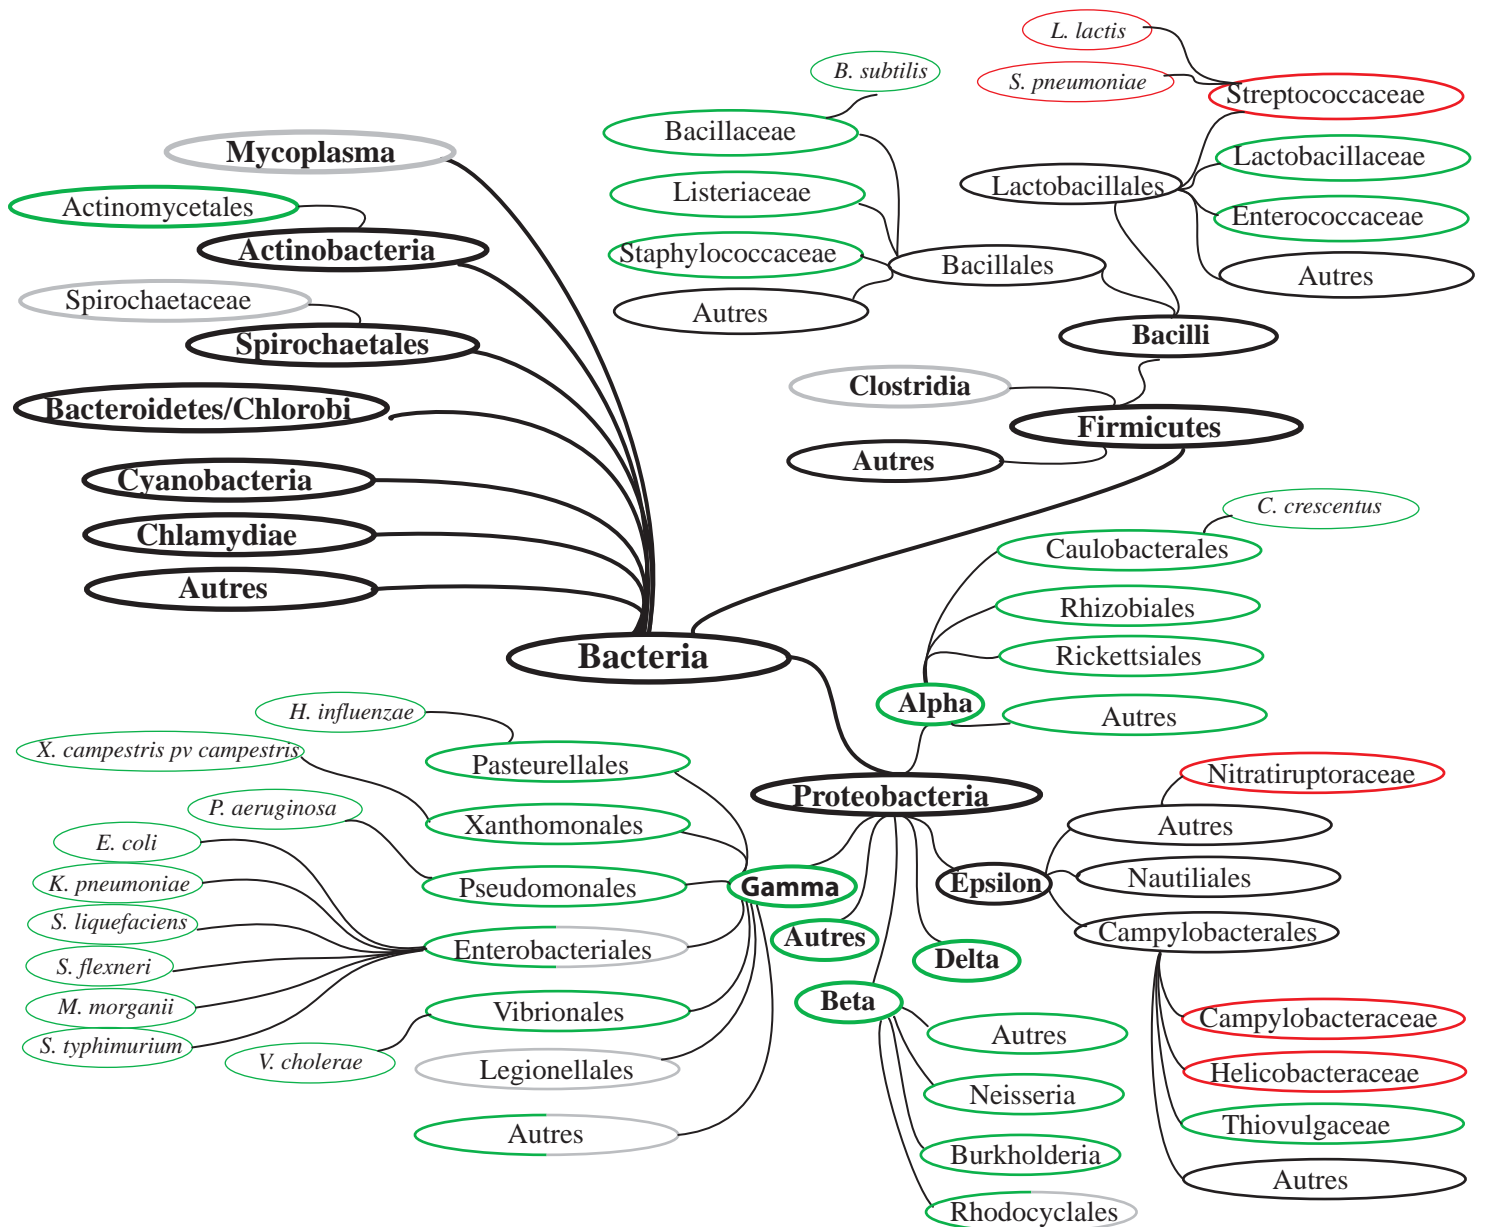 L. lactis
S. pneumoniae
Streptococcaceae
Lactobacillaceae
Lactobacillales
Enterococcaceae
Autres
B. subtilis
Bacillaceae
Listeriaceae
Staphylococcaceae
Bacillales
Autres
Bacilli
Clostridia
Firmicutes
Autres
Mycoplasma
Actinomycetales
Actinobacteria
Spirochaetaceae
Spirochaetales
Bacteroidetes/Chlorobi
Cyanobacteria
Chlamydiae
Autres
Bacteria
C. crescentus
Caulobacterales
Rhizobiales
Rickettsiales
Alpha
Autres
Proteobacteria
H. influenzae
Pasteurellales
X. campestris pv campestris
Xanthomonales
P. aeruginosa
Pseudomonales
Gamma
E. coli
K. pneumoniae
S. liquefaciens
S. flexneri
M. morganii
S. typhimurium
Enterobacteriales
Vibrionales
V. cholerae
Legionellales
Autres
Autres
Delta
Beta
Autres
Neisseria
Burkholderia
Rhodocyclales
Epsilon
Nitratiruptoraceae
Autres
Nautiliales
Campylobacterales
Campylobacteraceae
Helicobacteraceae
Thiovulgaceae
Autres